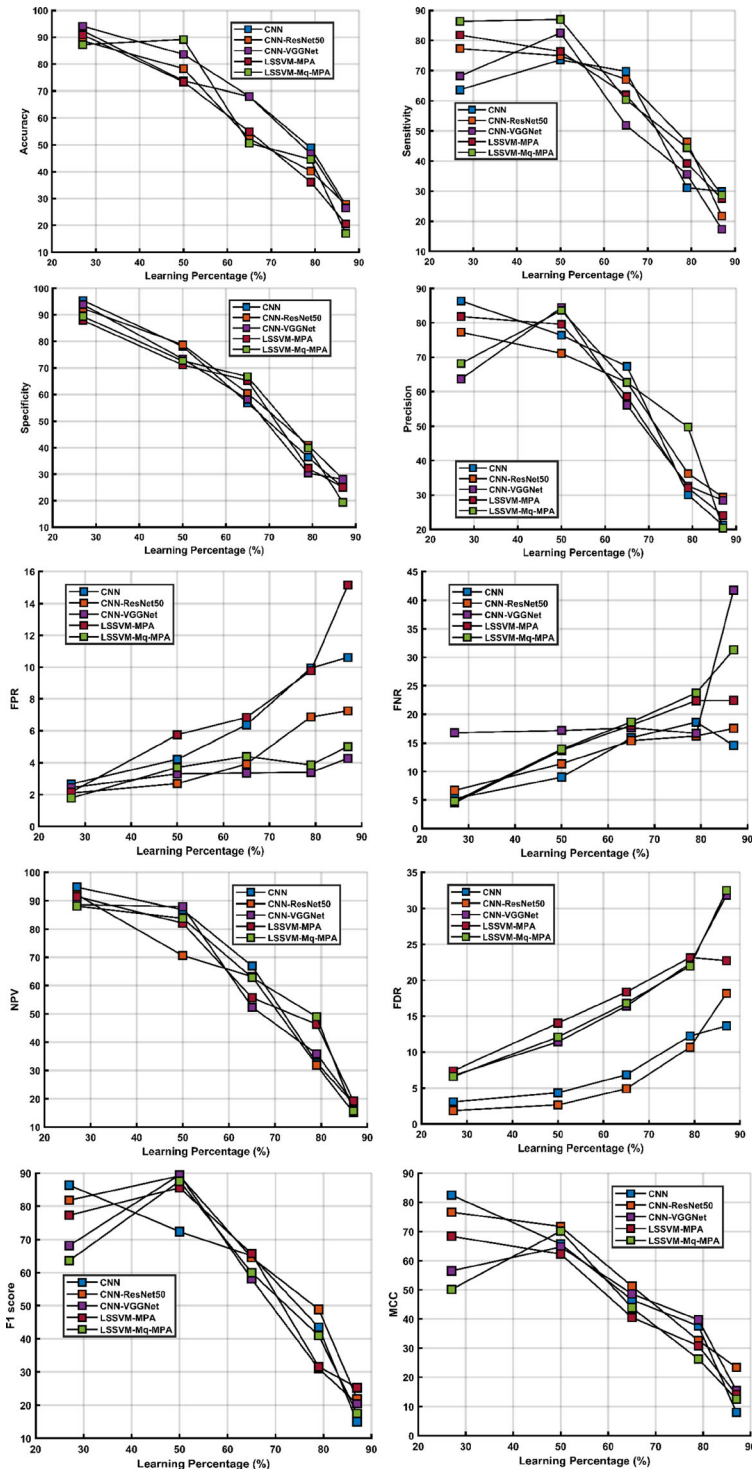 100
90
80
70
60
50
40
30
20
10
Accuracy
CNN
CNN-ResNet50
CNN-VGGNet
LSSVM-MPA
LSSVM-Mq-MPA
20 30 40 50 60 70 80 90
Learning Percentage (%)
90
80
70
60
50
40
30
20
10
Sensitivity
CNN
CNN-ResNet50
CNN-VGGNet
LSSVM-MPA
LSSVM-Mq-MPA
20 30 40 50 60 70 80 90
Learning Percentage (%)
100
90
80
70
60
50
40
30
20
10
Specificity
CNN
CNN-ResNet50
CNN-VGGNet
LSSVM-MPA
LSSVM-Mq-MPA
20 30 40 50 60 70 80 90
Learning Percentage (%)
90
80
70
60
50
40
30
20
Precision
CNN
CNN-ResNet50
CNN-VGGNet
LSSVM-MPA
LSSVM-Mq-MPA
20 30 40 50 60 70 80 90
Learning Percentage (%)
16
14
12
10
8
6
4
2
0
FPR
CNN
CNN-ResNet50
CNN-VGGNet
LSSVM-MPA
LSSVM-Mq-MPA
20 30 40 50 60 70 80 90
Learning Percentage (%)
45
40
35
30
25
20
15
10
5
0
FNR
CNN
CNN-ResNet50
CNN-VGGNet
LSSVM-MPA
LSSVM-Mq-MPA
20 30 40 50 60 70 80 90
Learning Percentage (%)
100
90
80
70
60
50
40
30
20
10
NPV
CNN
CNN-ResNet50
CNN-VGGNet
LSSVM-MPA
LSSVM-Mq-MPA
20 30 40 50 60 70 80 90
Learning Percentage (%)
35
30
25
20
15
10
5
0
FDR
CNN
CNN-ResNet50
CNN-VGGNet
LSSVM-MPA
LSSVM-Mq-MPA
20 30 40 50 60 70 80 90
Learning Percentage (%)
90
80
70
60
50
40
30
20
10
F1 score
CNN
CNN-ResNet50
CNN-VGGNet
LSSVM-MPA
LSSVM-Mq-MPA
20 30 40 50 60 70 80 90
Learning Percentage (%)
100
90
80
70
60
50
40
30
20
10
0
MCC
CNN
CNN-ResNet50
CNN-VGGNet
LSSVM-MPA
LSSVM-Mq-MPA
20 30 40 50 60 70 80 90
Learning Percentage (%)